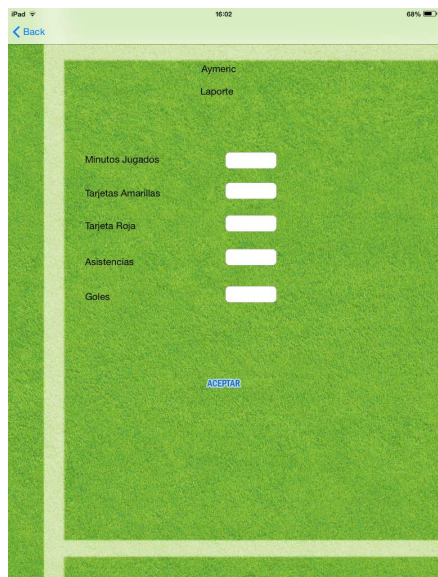 iPad 16:02 68%
Back
Aymeric
Laporte
Minutos Jugados
Tarjetas Amarillas
Tarjeta Roja
Asistencias
Goles
ACEPTAR